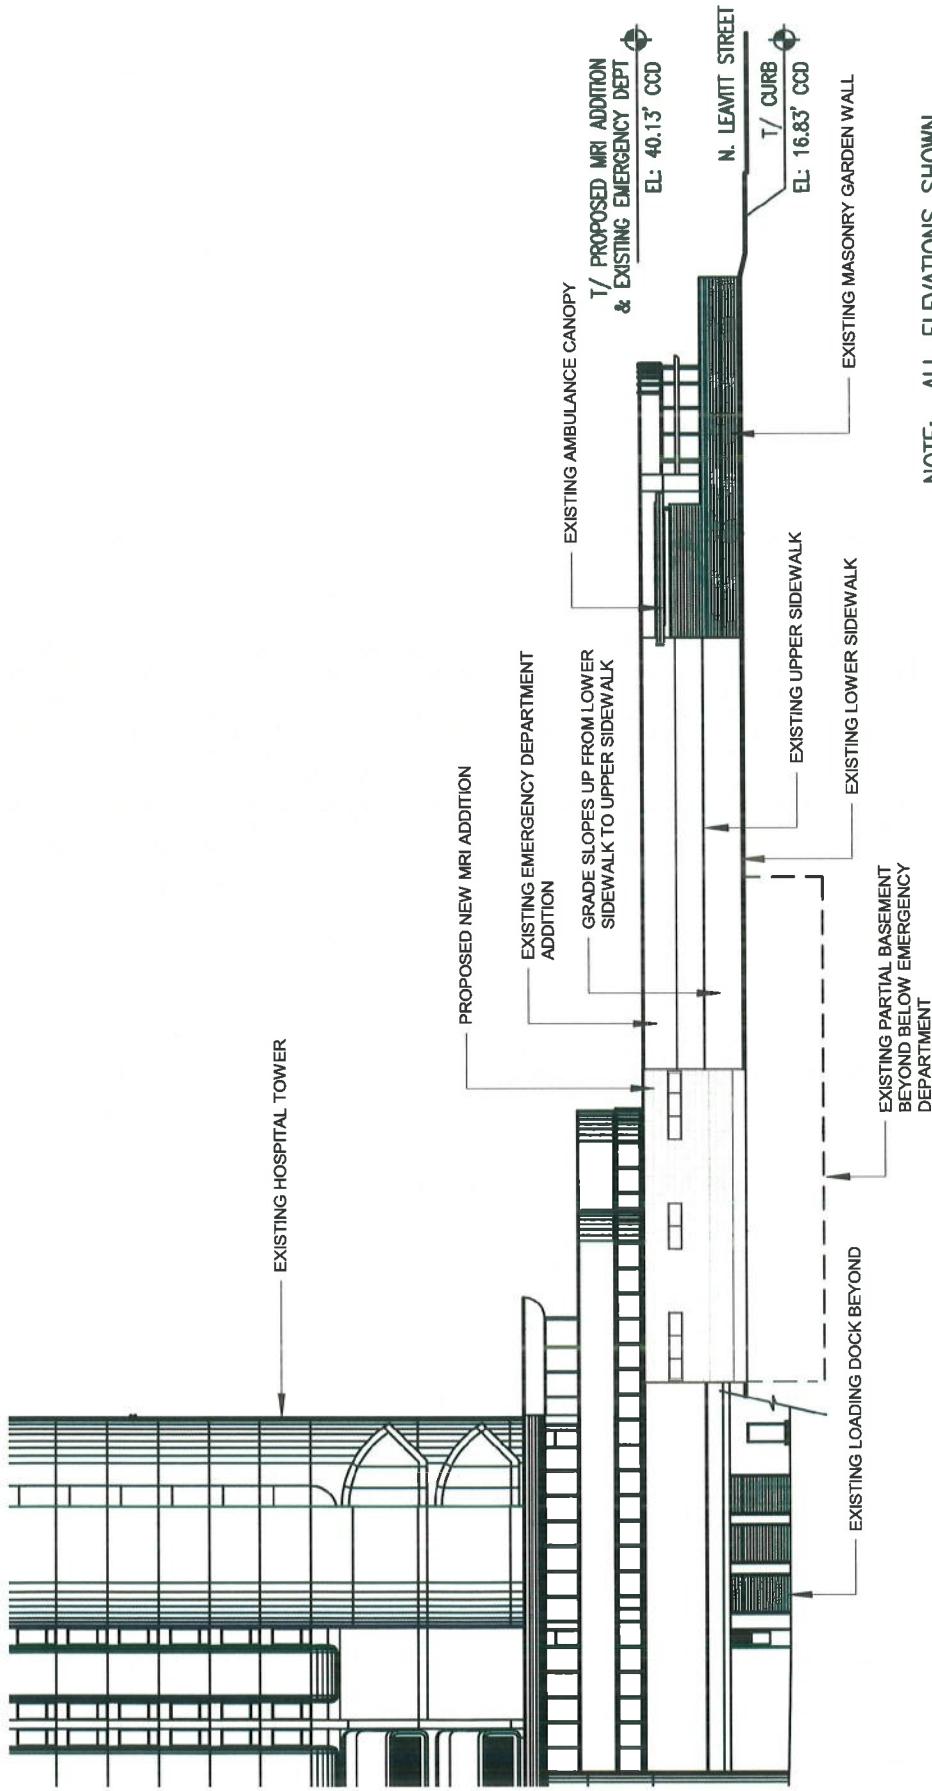 EXISTING HOSPITAL TOWER
PROPOSED NEW MRI ADDITION
EXISTING EMERGENCY DEPARTMENT
ADDITION
GRADE SLOPES UP FROM LOWER
SIDEWALK TO UPPER SIDEWALK
EXISTING AMBULANCE CANOPY
T/ PROPOSED MRI ADDITION
& EXISTING EMERGENCY DEPT
EL: 40.13' CCD
N. LEAVITT STREET
T/ CURB
EL: 16.83' CCD
EXISTING MASONRY GARDEN WALL
EXISTING UPPER SIDEWALK
EXISTING LOWER SIDEWALK
EXISTING PARTIAL BASEMENT
BEYOND BELOW EMERGENCY
DEPARTMENT
EXISTING LOADING DOCK BEYOND
NOTE: ALL ELEVATIONS SHOWN